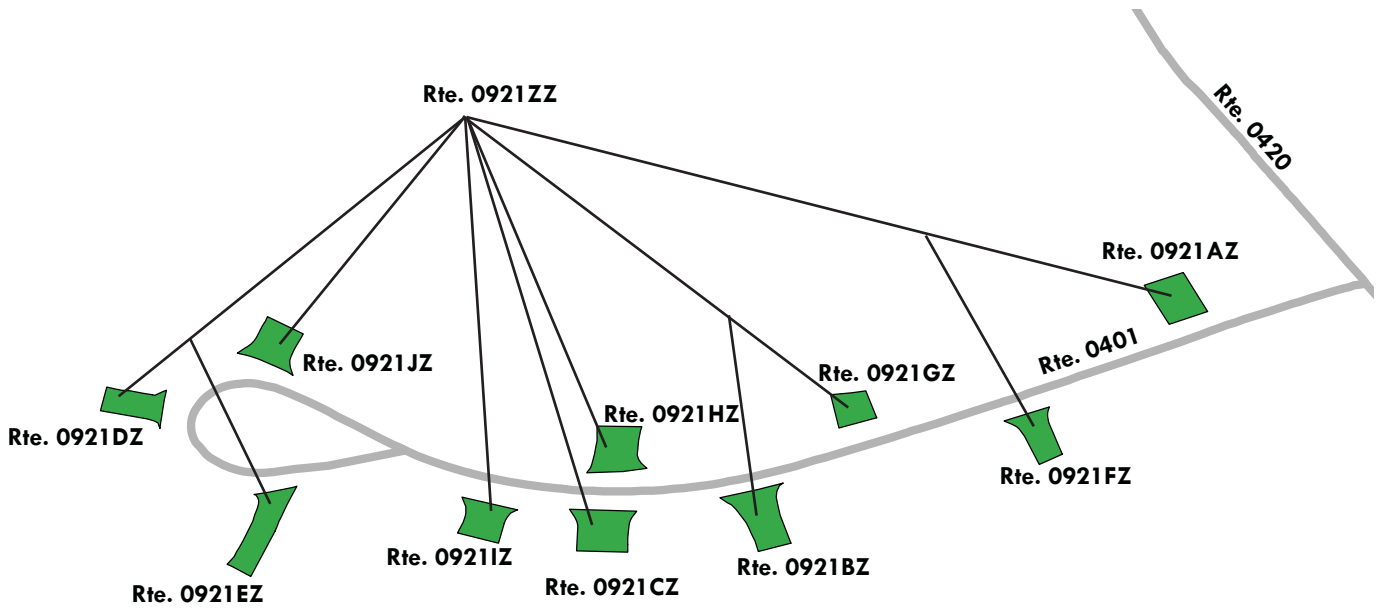 Rte. 0921ZZ
Rte. 0420
Rte. 0921AZ
Rte. 0401
Rte. 0921JZ
Rte. 0921GZ
Rte. 0921HZ
Rte. 0921DZ
Rte. 0921FZ
Rte. 0921IZ
Rte. 0921BZ
Rte. 0921CZ
Rte. 0921EZ